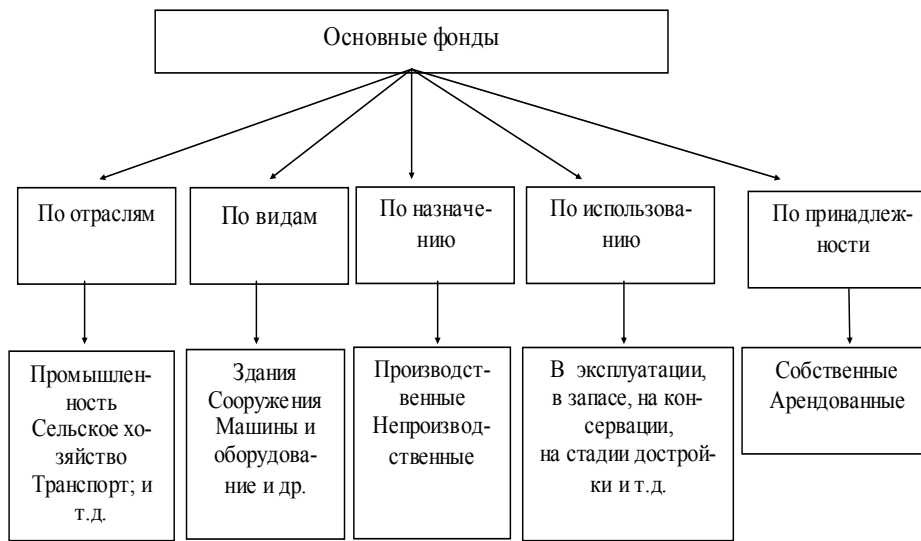 Основные фонды
По отраслям
По видам
По назначе-
нию
По использова-
нию
По принадлеж-
ности
Промышлен-
ность
Сельское хо-
зяйство
Транспорт; и
т.д.
Здания
Сооружения
Машины и
оборудова-
ние и др.
Производст-
венные
Непроизвод-
ственные
В эксплуатации,
в запасе, на кон-
сервации,
на стадии достро й-
ки и т.д.
Собственные
Арендованные